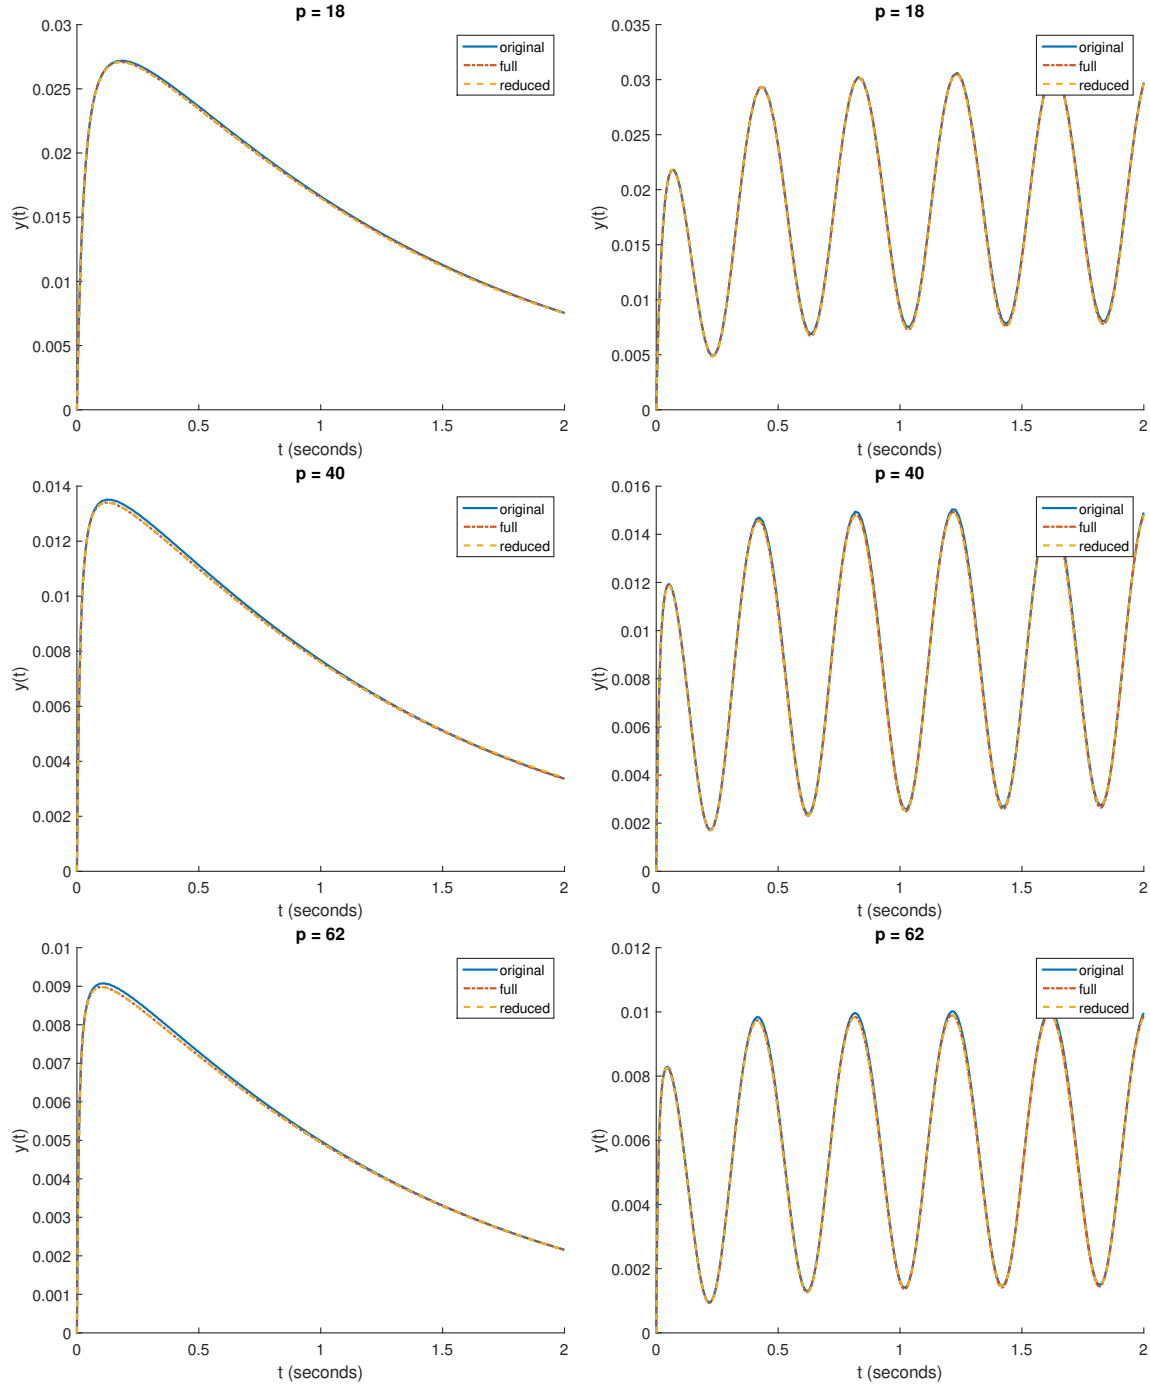 p = 18
0.03
0.025
0.02
0.015
0.01
0.005
0
y(t)
original
full
reduced
0 0.5 1 1.5 2
t (seconds)
p = 18
0.035
0.03
0.025
0.02
0.015
0.01
0.005
0
y(t)
original
full
reduced
0 0.5 1 1.5 2
t (seconds)
p = 40
0.014
0.012
0.01
0.008
0.006
0.004
0.002
0
y(t)
original
full
reduced
0 0.5 1 1.5 2
t (seconds)
p = 40
0.016
0.014
0.012
0.01
0.008
0.006
0.004
0.002
0
y(t)
original
full
reduced
0 0.5 1 1.5 2
t (seconds)
p = 62
0.01
0.009
0.008
0.007
0.006
0.005
0.004
0.003
0.002
0.001
0
y(t)
original
full
reduced
0 0.5 1 1.5 2
t (seconds)
p = 62
0.012
0.01
0.008
0.006
0.004
0.002
0
y(t)
original
full
reduced
0 0.5 1 1.5 2
t (seconds)